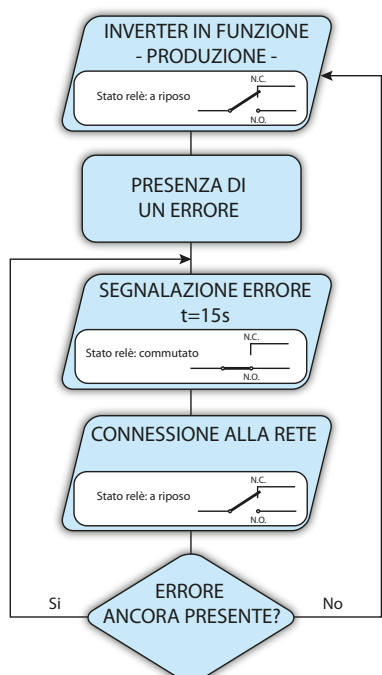 INVERTER IN FUNZIONE
- PRODUZIONE -
N.C.
Stato relè: a riposo
N.O.
PRESENZA DI
UN ERRORE
SEGNALAZIONE ERRORE
t=15s
N.C.
Stato relè: commutato
N.O.
CONNESSIONE ALLA RETE
N.C.
Stato relè: a riposo
N.O.
ERRORE
ANCORA PRESENTE?
Si
No